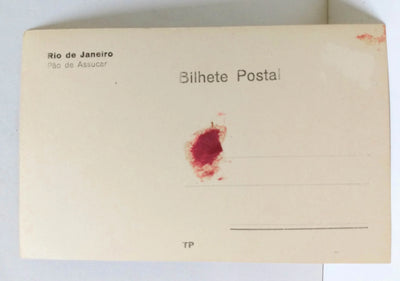 Rio de Janeiro
Pão de Assucar
Bilhete Postal
TP